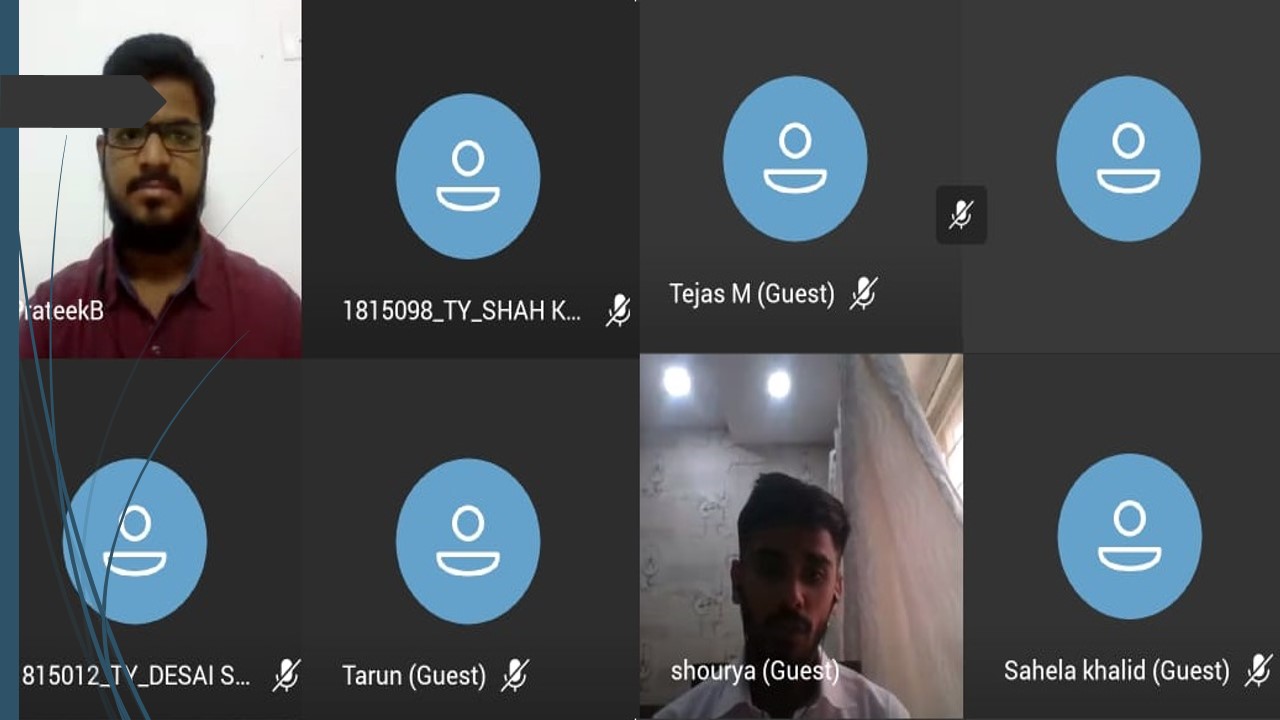 rateekB
1815098_TY_SHAH K...
Tejas M (Guest)
815012_TY_DESAI S...
Tarun (Guest)
shourya (Guest)
Sahela khalid (Guest)